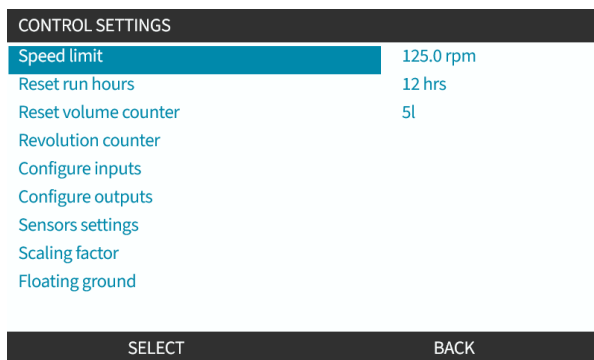 CONTROL SETTINGS
Speed limit 125.0 rpm
Reset run hours 12 hrs
Reset volume counter 5l
Revolution counter
Configure inputs
Configure outputs
Sensors settings
Scaling factor
Floating ground
SELECT BACK